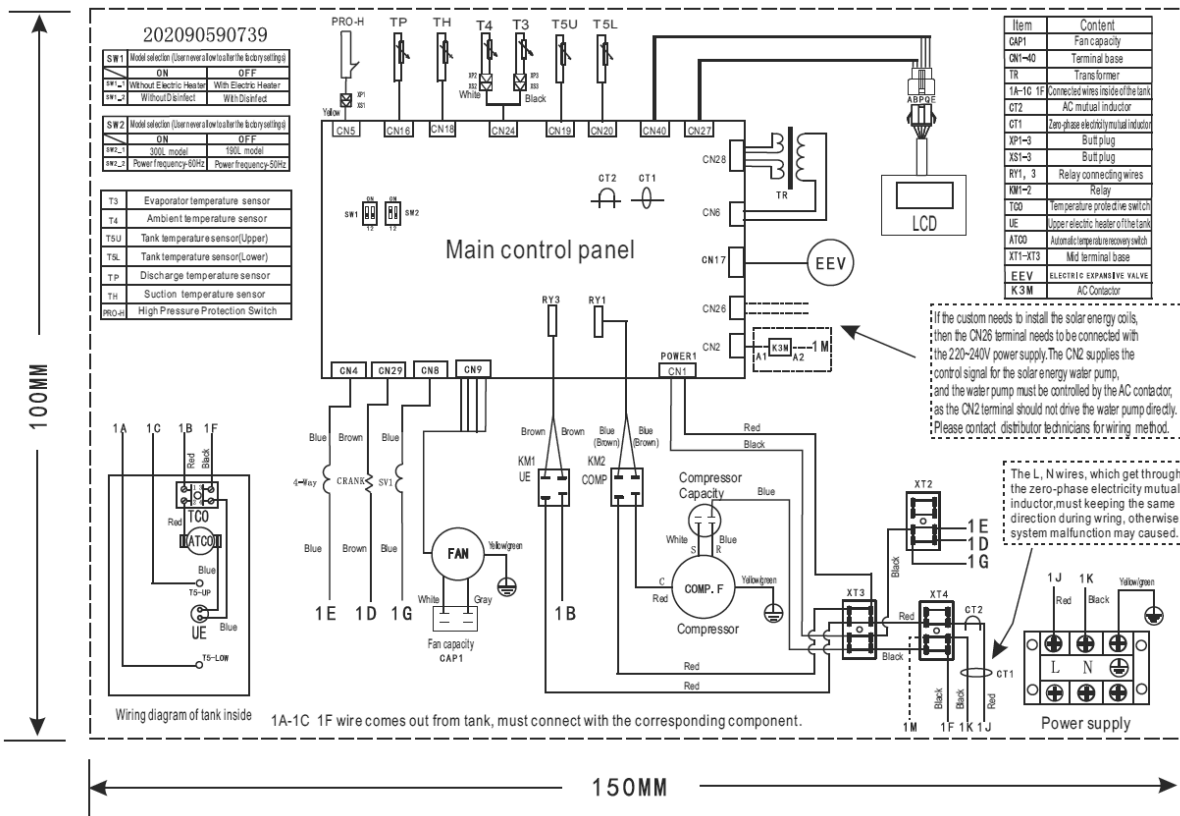 202090590739
SW1 Model selection (User never allow to alter the factory settings)
ON OFF
SW1_1 Without Electric Heater With Electric Heater
SW1_2 Without Disinfect With Disinfect
SW2 Model selection (User never allow to alter the factory settings)
ON OFF
SW2_1 300L model 190L model
SW2_2 Power frequency-60Hz Power frequency-50Hz
T3 Evaporator temperature sensor
T4 Ambient temperature sensor
T5U Tank temperature sensor(Upper)
T5L Tank temperature sensor(Lower)
TP Discharge temperature sensor
TH Suction temperature sensor
PRO-H High Pressure Protection Switch
PRO-H TP TH T4 T3 T5U T5L
XP2 XP3
XS2 XS3
White Black
XP1
XS1
Yellow
CN5 CN16 CN18 CN24 CN19 CN20 CN40 CN27
ABPQE
LCD
CN28
TR
CN6
CT2 CT1
ON ON
SW1 SW2
12 12
Main control panel
CN17 EEV
CN26
CN2 A1 K3M A2 1M
RY3 RY1
POWER1
CN4 CN29 CN8 CN9 CN1
Item Content
CAP1 Fan capacity
CN1-40 Terminal base
TR Transformer
1A-1C 1F Connected wires inside of the tank
CT2 AC mutual inductor
CT1 Zero-phase electricity mutual inductor
XP1-3 Butt plug
XS1-3 Butt plug
RY1, 3 Relay connecting wires
KM1-2 Relay
TCO Temperature protective switch
UE Upper electric heater of the tank
ATCO Automatic temperature recovery switch
XT1-XT3 Mid terminal base
EEV ELECTRIC EXPANSIVE VALVE
K3M AC Contactor
If the custom needs to install the solar energy coils,
then the CN26 terminal needs to be connected with
the 220~240V power supply.The CN2 supplies the
control signal for the solar energy water pump,
and the water pump must be controlled by the AC contactor,
as the CN2 terminal should not drive the water pump directly.
Please contact distributor technicians for wiring method.
The L, N wires, which get through
the zero-phase electricity mutual
inductor,must keeping the same
direction during wring, otherwise
system malfunction may caused.
100MM
1A 1C 1B 1F
Red Black
TCO
Red
ATCO
Blue
T5-UP
UE
Blue
T5-LOW
Wiring diagram of tank inside
Blue Brown Blue
4-Way CRANK SV1
Blue Brown Blue
1E 1D 1G
FAN
Yellow/green
White Gray
Fan capacity
CAP1
Brown Brown
KM1
UE
1B
Blue (Brown) Blue (Brown)
KM2
COMP
Red
Black
Compressor
Capacity
Blue
White Blue
S R
C
Red
COMP.F
Yellow/green
Compressor
Red
Red
XT2
1E
1D
1G
Black
XT3
Red
Black
XT4
CT2
CT1
Black Black Red
1M 1F 1K 1J
1J 1K
Red Black Yellow/green
L N
Power supply
1A-1C 1F wire comes out from tank, must connect with the corresponding component.
150MM